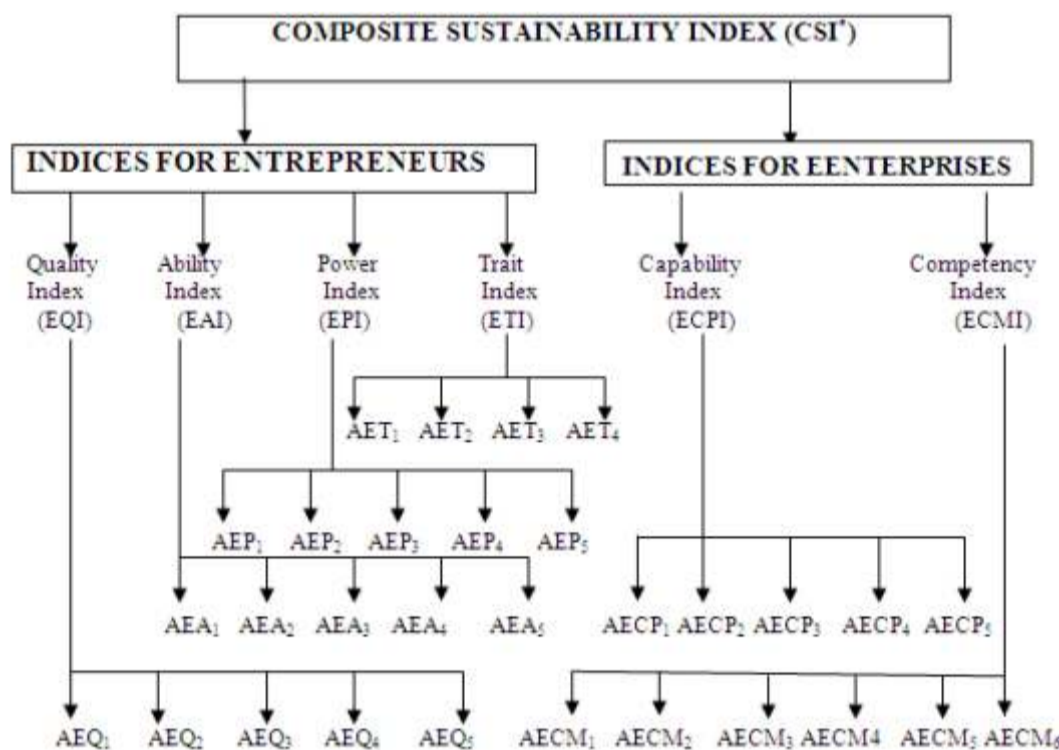 COMPOSITE SUSTAINABILITY INDEX (CSI*)
INDICES FOR ENTREPRENEURS
INDICES FOR EENTERPRISES
Quality
Index
(EQI)
Ability
Index
(EAI)
Power
Index
(EPI)
Trait
Index
(ETI)
Capability
Index
(ECPI)
Competency
Index
(ECMI)
AET₁ AET₂ AET₃ AET₄
AEP₁ AEP₂ AEP₃ AEP₄ AEP₅
AEA₁ AEA₂ AEA₃ AEA₄ AEA₅
AECP₁ AECP₂ AECP₃ AECP₄ AECP₅
AEQ₁ AEQ₂ AEQ₃ AEQ₄ AEQ₅
AECM₁ AECM₂ AECM₃ AECM4 AECM₅